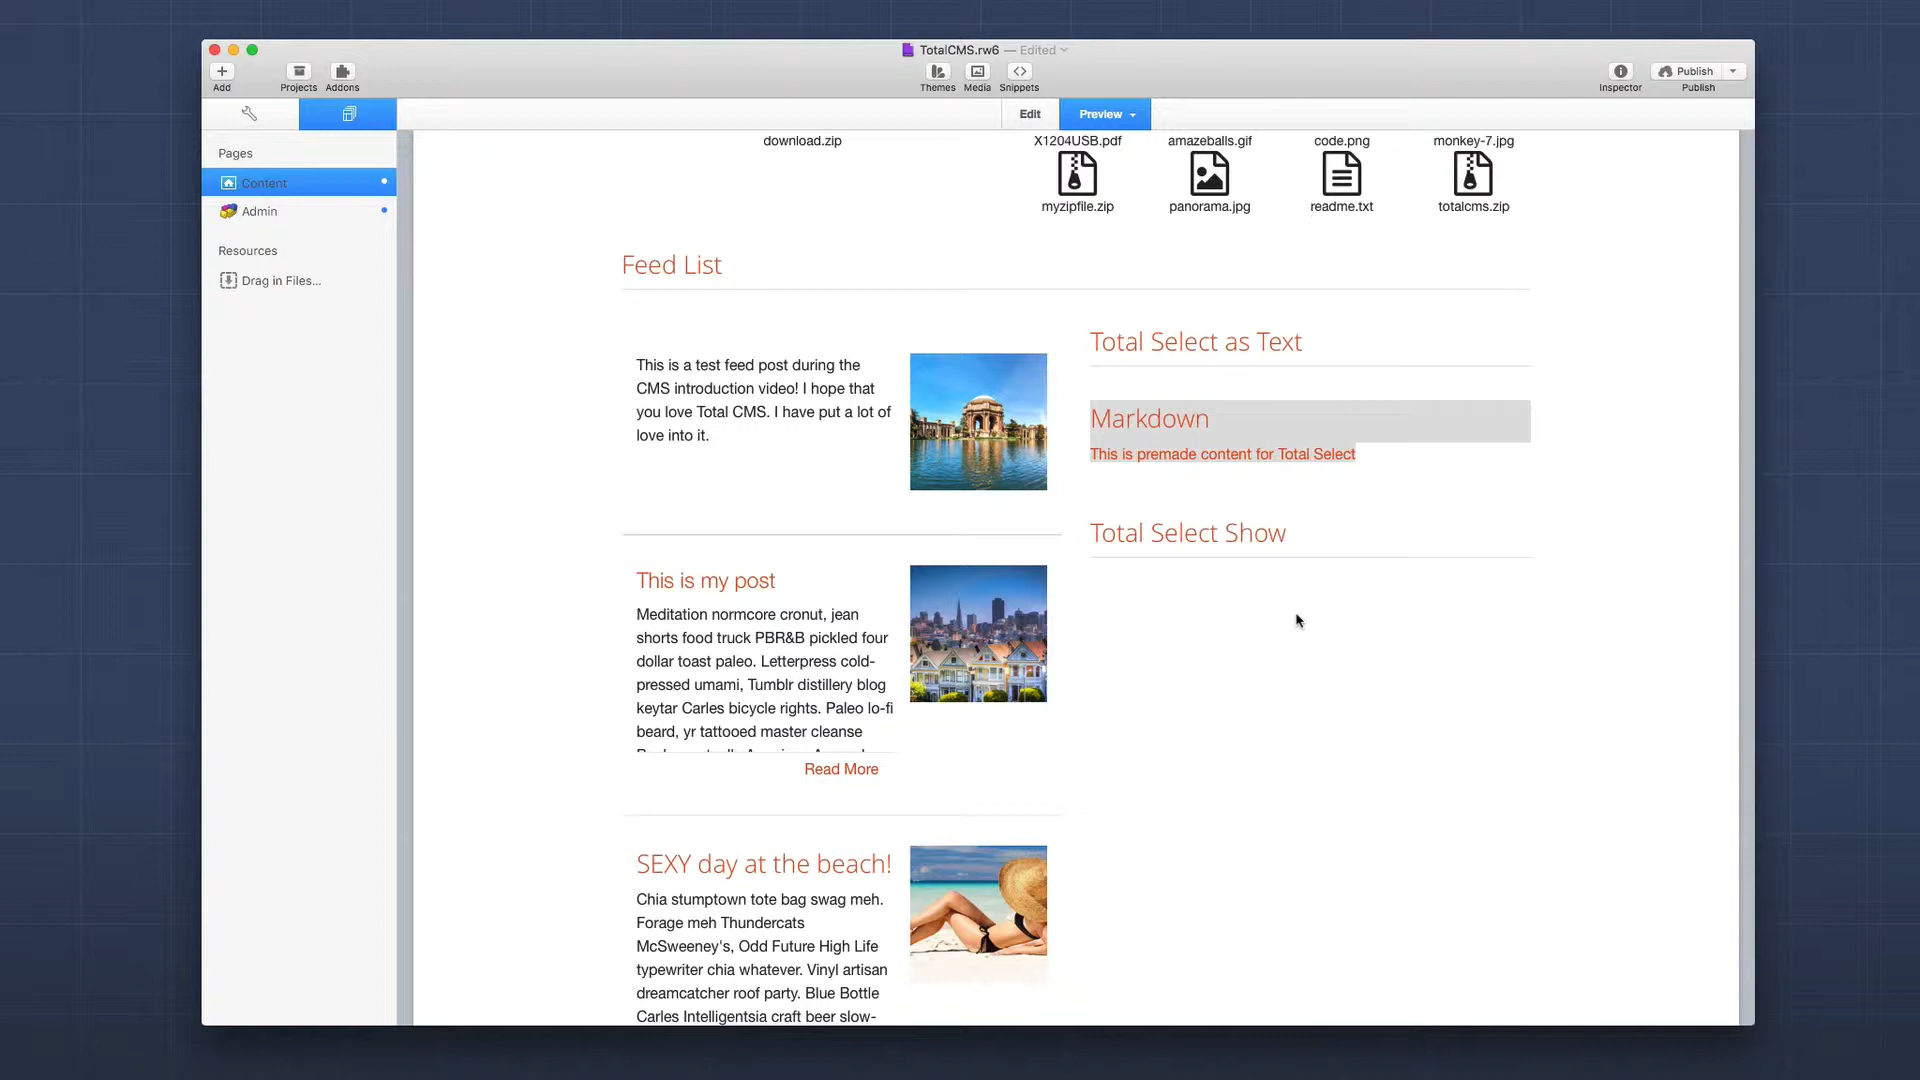 TotalCMS.rw6 — Edited
Add
Projects
Addons
Themes
Media
Snippets
Inspector
Publish
Publish
Edit
Preview
Pages
Content
Admin
Resources
Drag in Files...
download.zip
X1204USB.pdf
amazeballs.gif
code.png
monkey-7.jpg
myzipfile.zip
panorama.jpg
readme.txt
totalcms.zip
Feed List
This is a test feed post during the
CMS introduction video! I hope that
you love Total CMS. I have put a lot of
love into it.
This is my post
Meditation normcore cronut, jean
shorts food truck PBR&B pickled four
dollar toast paleo. Letterpress cold-
pressed umami, Tumblr distillery blog
keytar Carles bicycle rights. Paleo lo-fi
beard, yr tattooed master cleanse
Read More
SEXY day at the beach!
Chia stumptown tote bag swag meh.
Forage meh Thundercats
McSweeney's, Odd Future High Life
typewriter chia whatever. Vinyl artisan
dreamcatcher roof party. Blue Bottle
Carles Intelligentsia craft beer slow-
Total Select as Text
Markdown
This is premade content for Total Select
Total Select Show